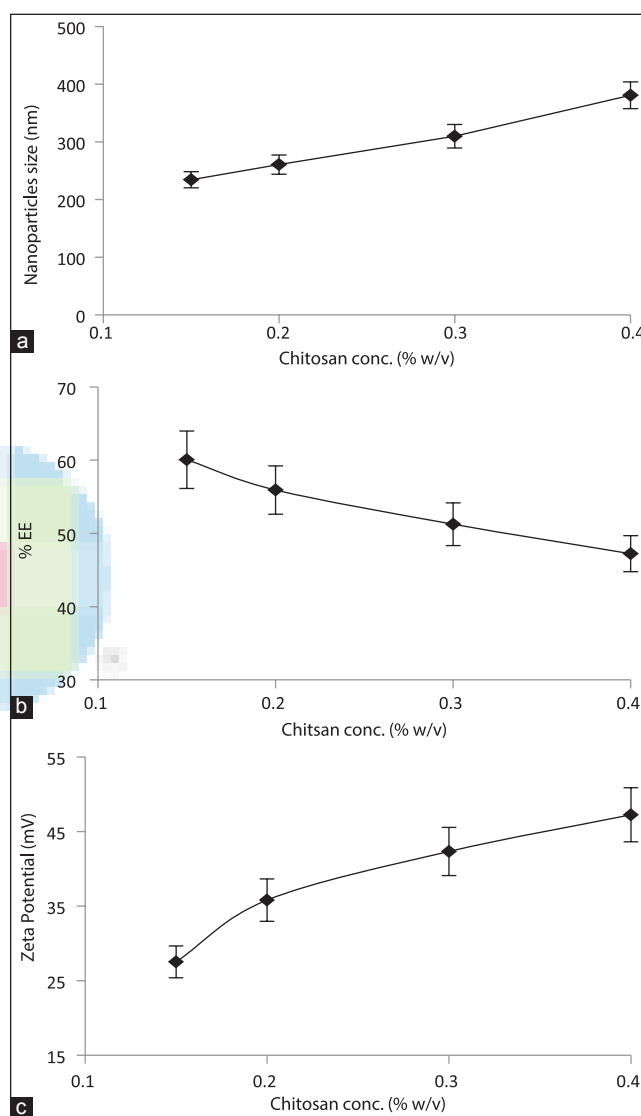 500
400
300
200
100
0
Nanoparticles size (nm)
0.1 0.2 0.3 0.4
Chitosan conc. (% w/v)
a
70
60
50
40
30
% EE
0.1 0.2 0.3 0.4
Chitsan conc. (% w/v)
b
55
45
35
25
15
Zeta Potential (mV)
0.1 0.2 0.3 0.4
Chitosan conc. (% w/v)
c